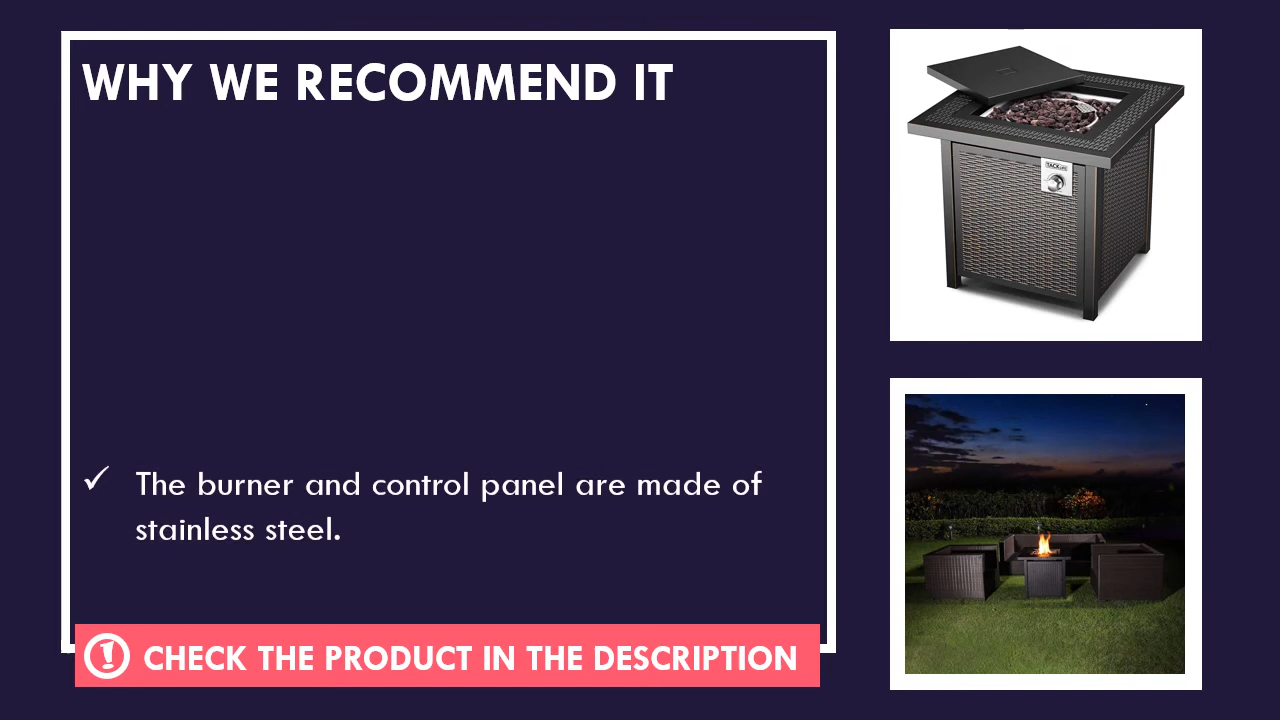 WHY WE RECOMMEND IT
TACKLIFE
✓ The burner and control panel are made of
stainless steel.
CHECK THE PRODUCT IN THE DESCRIPTION